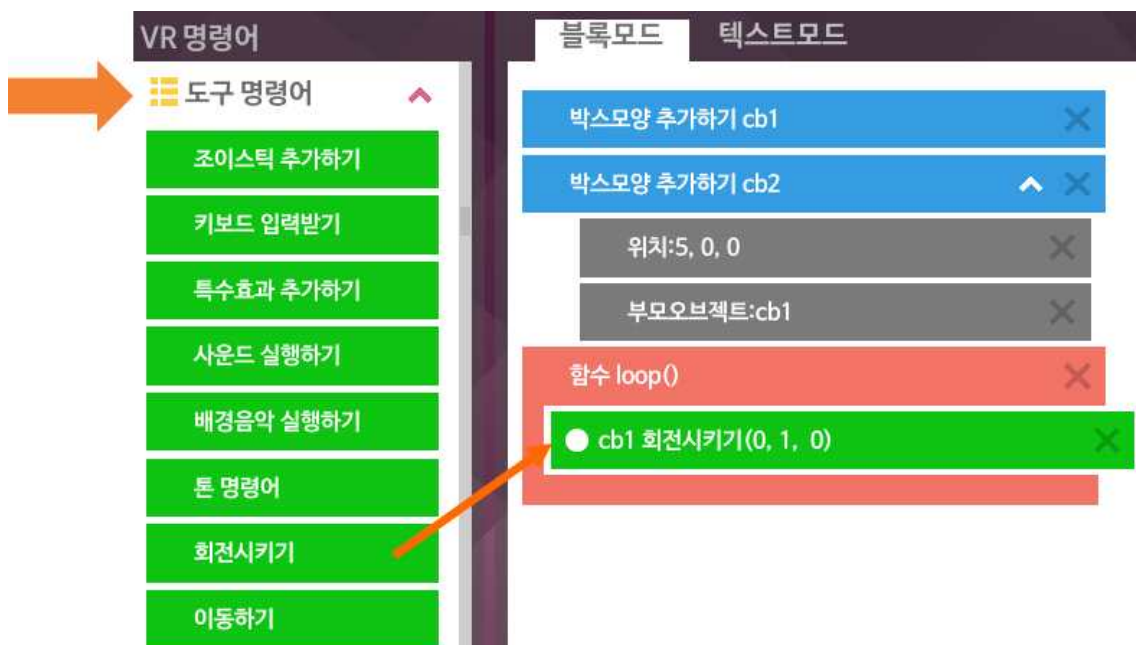 VR 명령어
도구 명령어
조이스틱 추가하기
키보드 입력받기
특수효과 추가하기
사운드 실행하기
배경음악 실행하기
톤 명령어
회전시키기
이동하기
블록모드
텍스트모드
박스모양 추가하기 cb1
박스모양 추가하기 cb2
위치:5, 0, 0
부모오브젝트:cb1
함수 loop()
cb1 회전시키기(0, 1, 0)